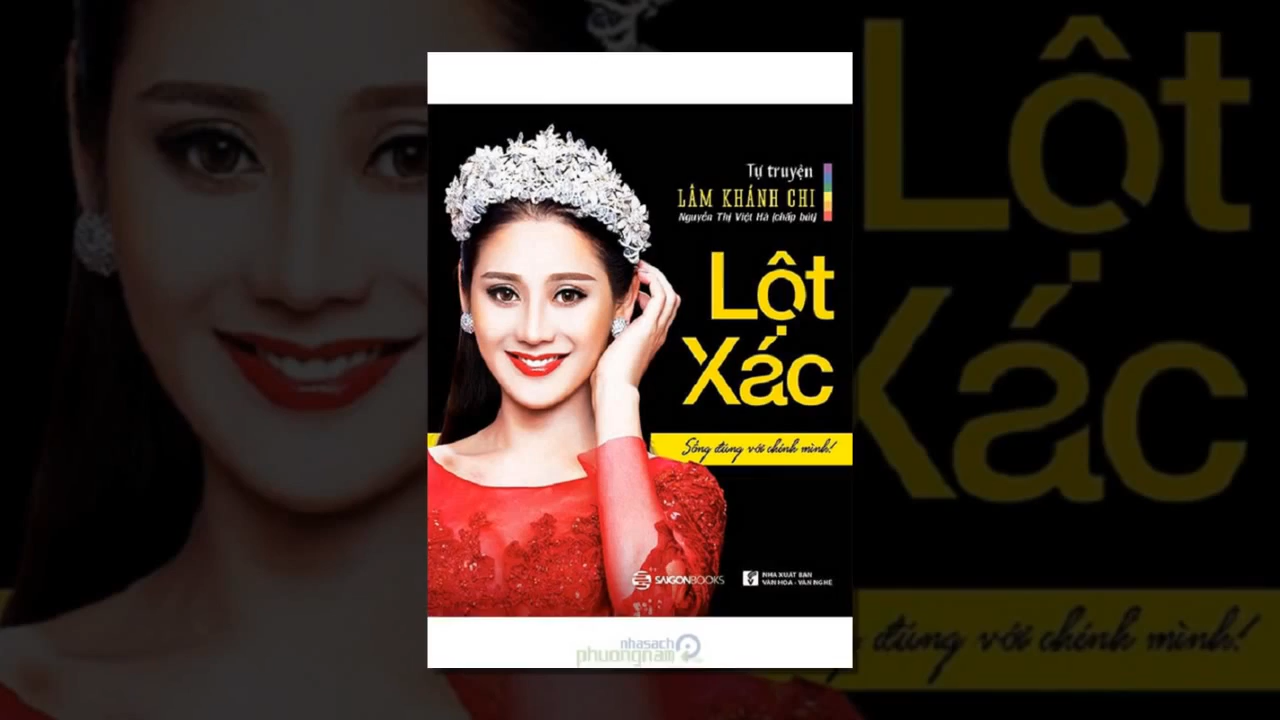 Tự truyện
LÂM KHÁNH CHI
Nguyễn Thị Việt Hà (chấp bút)
Lột
Xác
Sống đúng với chính mình!
SAIGONBOOKS
NHÀ XUẤT BẢN
VĂN HÓA - VĂN NGHỆ
nhasach
phuongnam
Lột
Xác
đúng với chính mình!